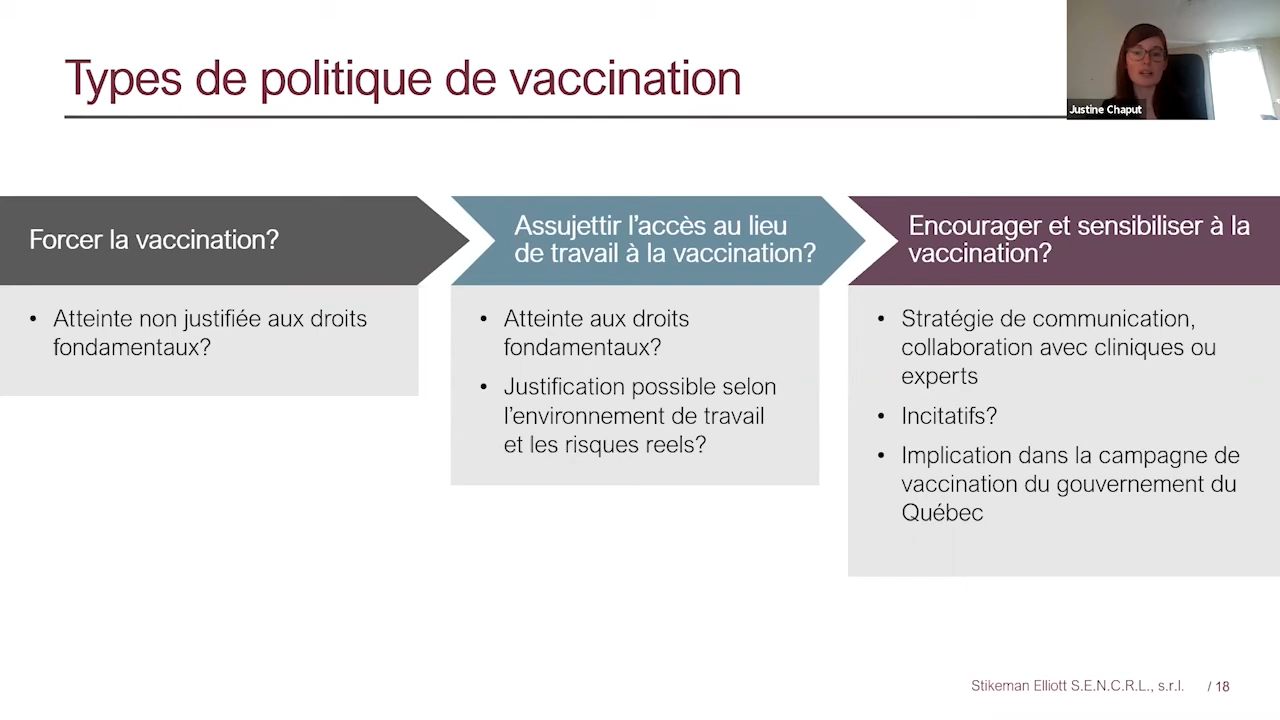 Types de politique de vaccination
Justine Chaput
Forcer la vaccination?
• Atteinte non justifiée aux droits
fondamentaux?
Assujettir l'accès au lieu
de travail à la vaccination?
• Atteinte aux droits
fondamentaux?
• Justification possible selon
l'environnement de travail
et les risques reels?
Encourager et sensibiliser à la
vaccination?
• Stratégie de communication,
collaboration avec cliniques ou
experts
• Incitatifs?
• Implication dans la campagne de
vaccination du gouvernement du
Québec
Stikeman Elliott S.E.N.C.R.L., s.r.l. / 18